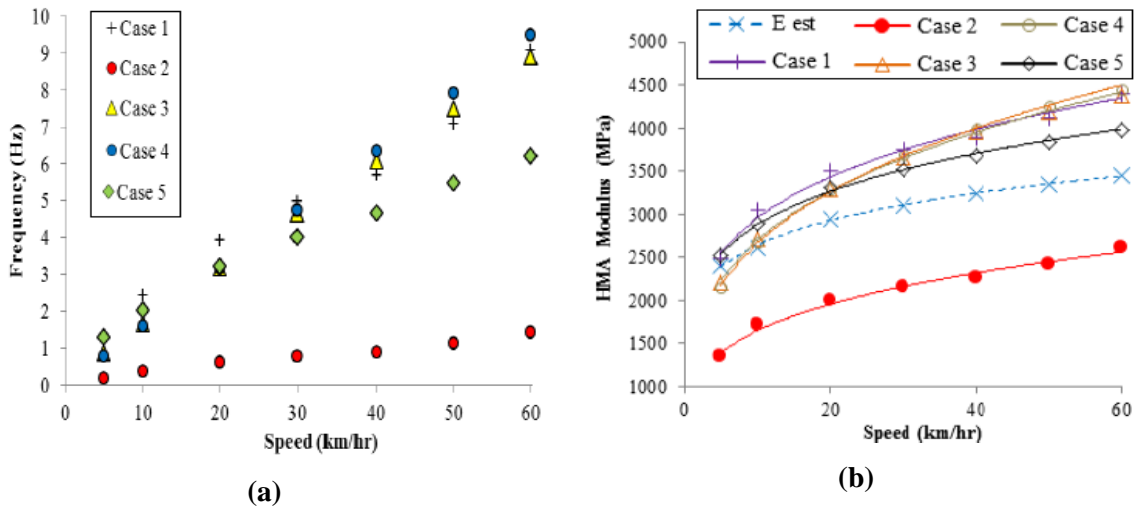 Frequency (Hz)
10
9
8
7
6
5
4
3
2
1
0
Case 1
Case 2
Case 3
Case 4
Case 5
0 10 20 30 40 50 60
Speed (km/hr)
(a)
HMA Modulus (MPa)
E est Case 2 Case 4
Case 1 Case 3 Case 5
5000
4500
4000
3500
3000
2500
2000
1500
1000
0 20 40 60
Speed (km/hr)
(b)